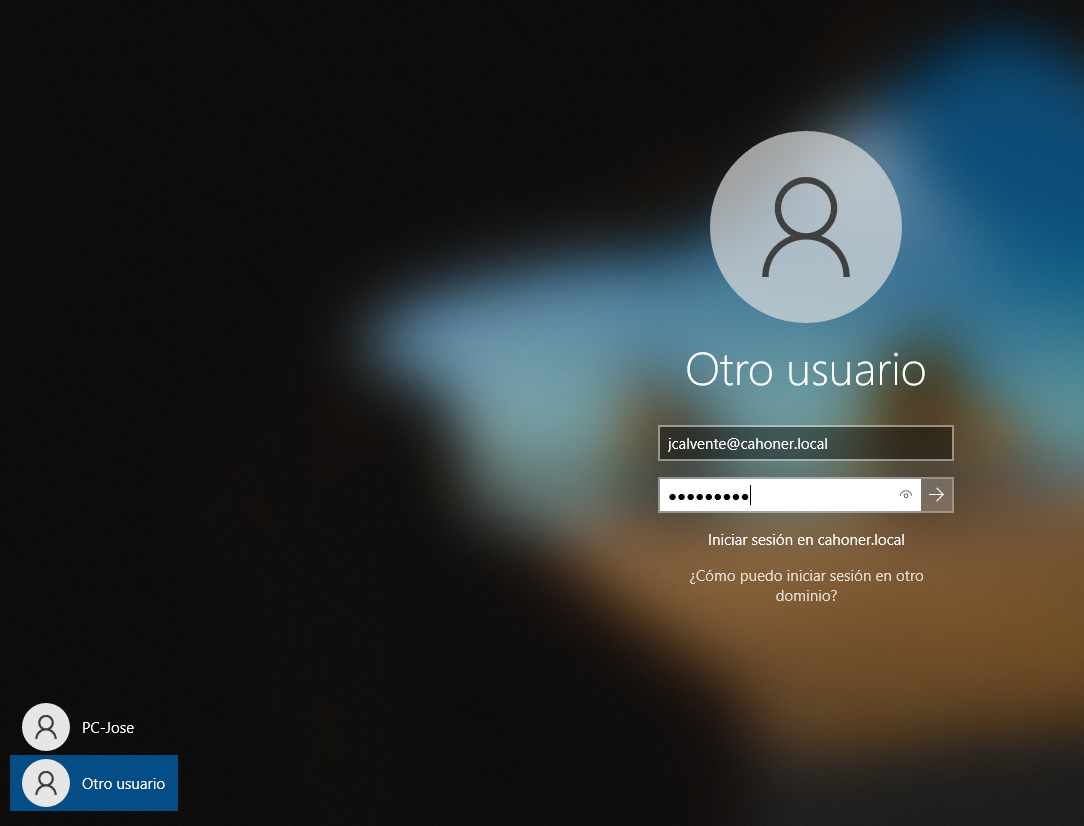 Otro usuario
jcalvente@cahoner.local
●●●●●●●●●
Iniciar sesión en cahoner.local
¿Cómo puedo iniciar sesión en otro
dominio?
PC-Jose
Otro usuario